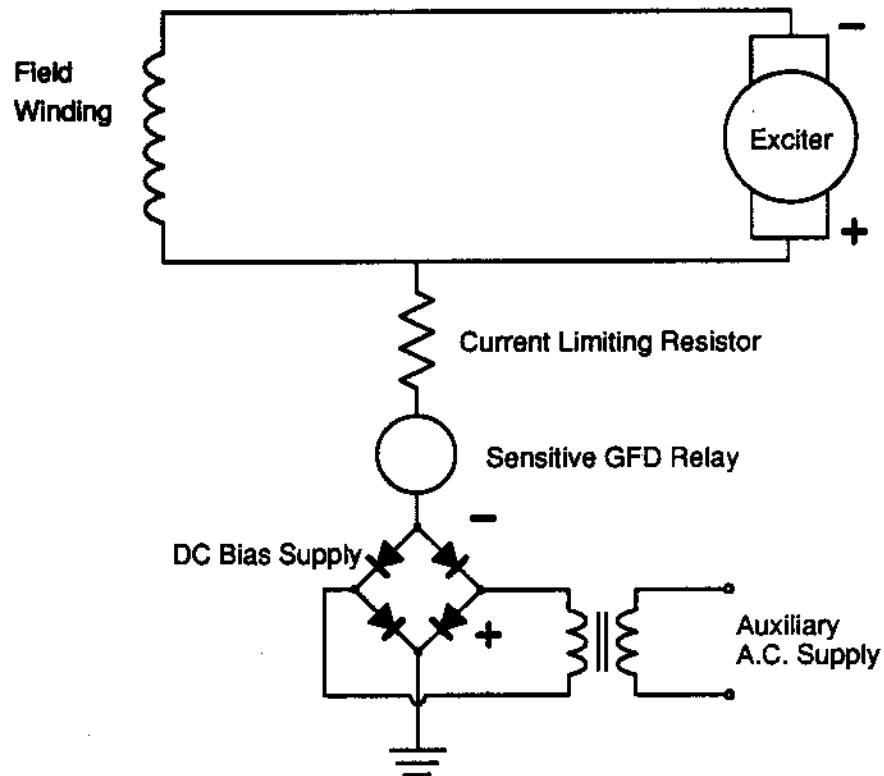 Field
Winding
−
Exciter
+
Current Limiting Resistor
Sensitive GFD Relay
−
DC Bias Supply
+
Auxiliary
A.C. Supply